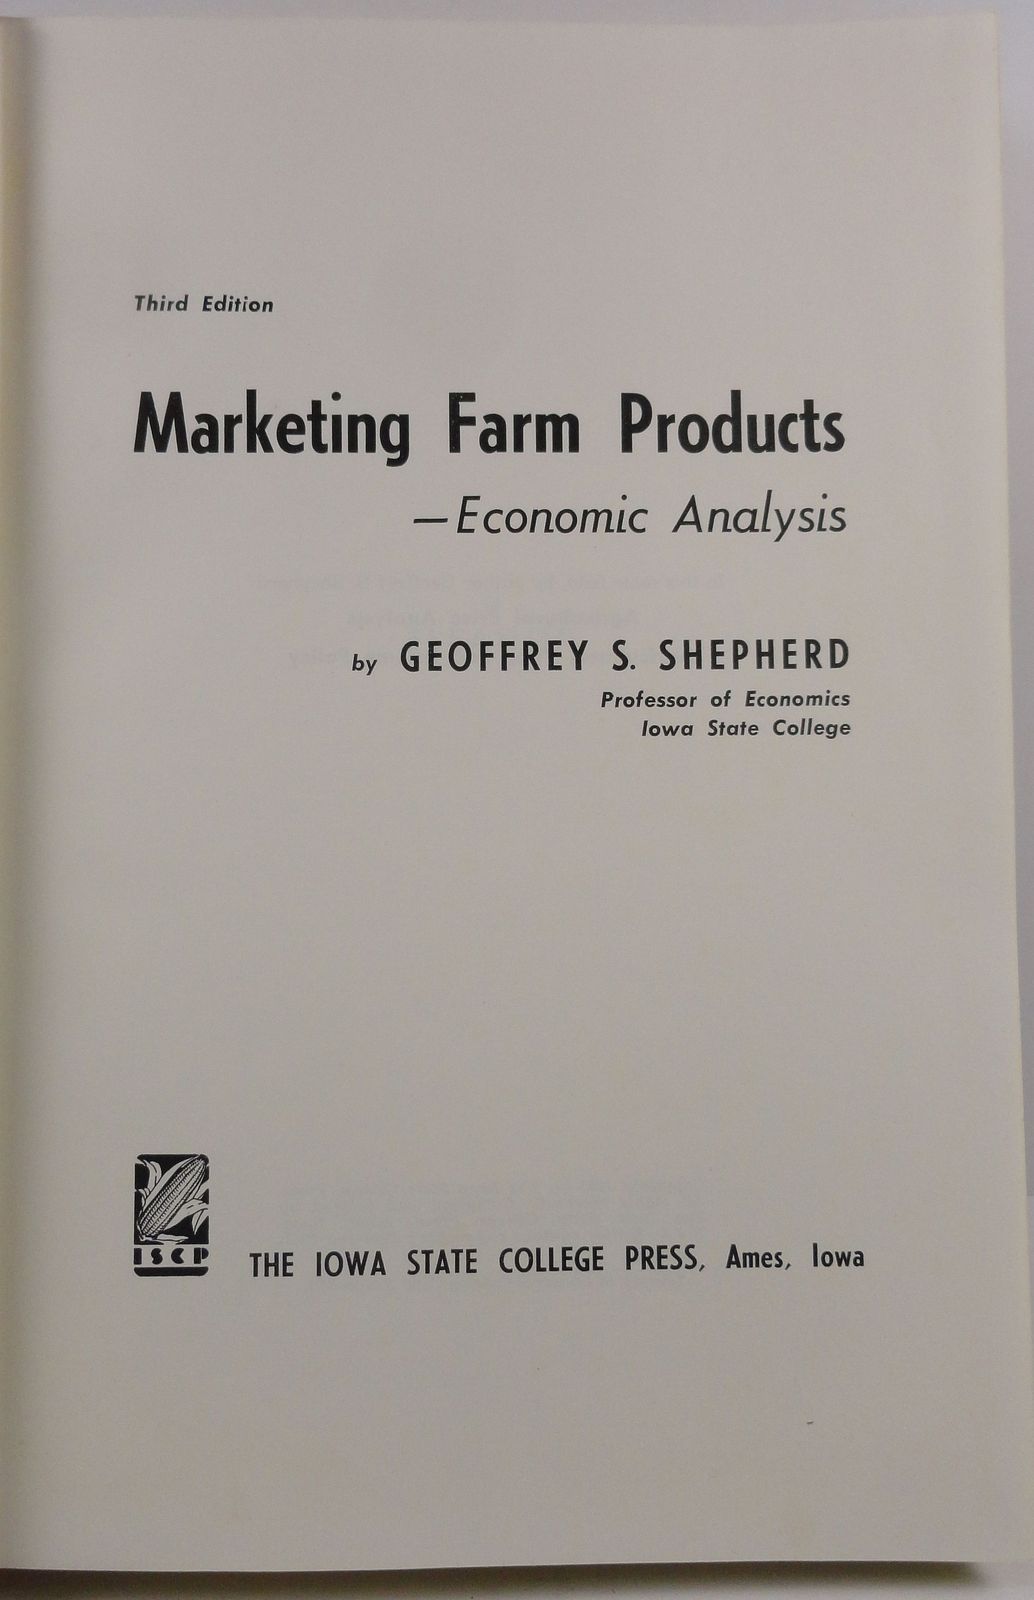 Third Edition
Marketing Farm Products
—Economic Analysis
by GEOFFREY S. SHEPHERD
Professor of Economics
Iowa State College
ISCP
THE IOWA STATE COLLEGE PRESS, Ames, Iowa